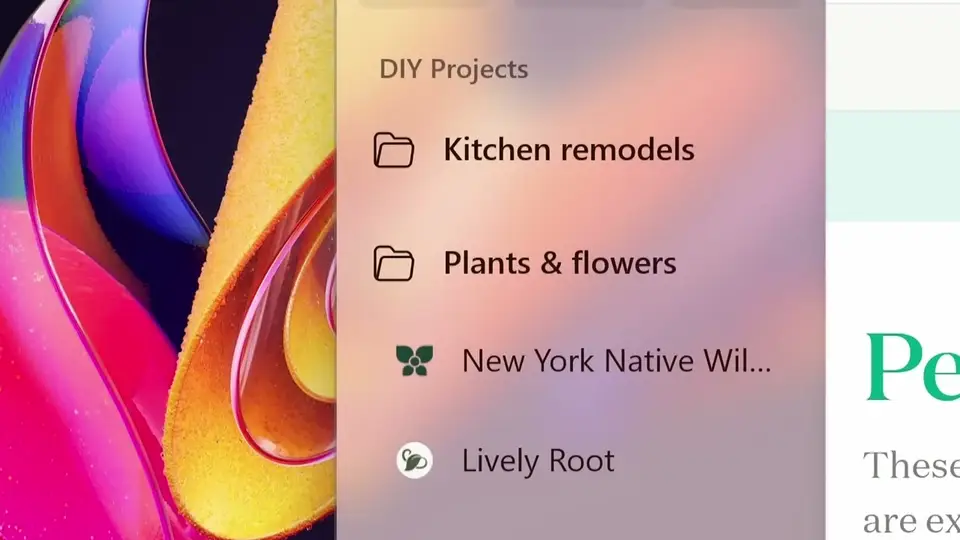 DIY Projects
Kitchen remodels
Plants & flowers
New York Native Wil...
Lively Root
Pe
These
are ex